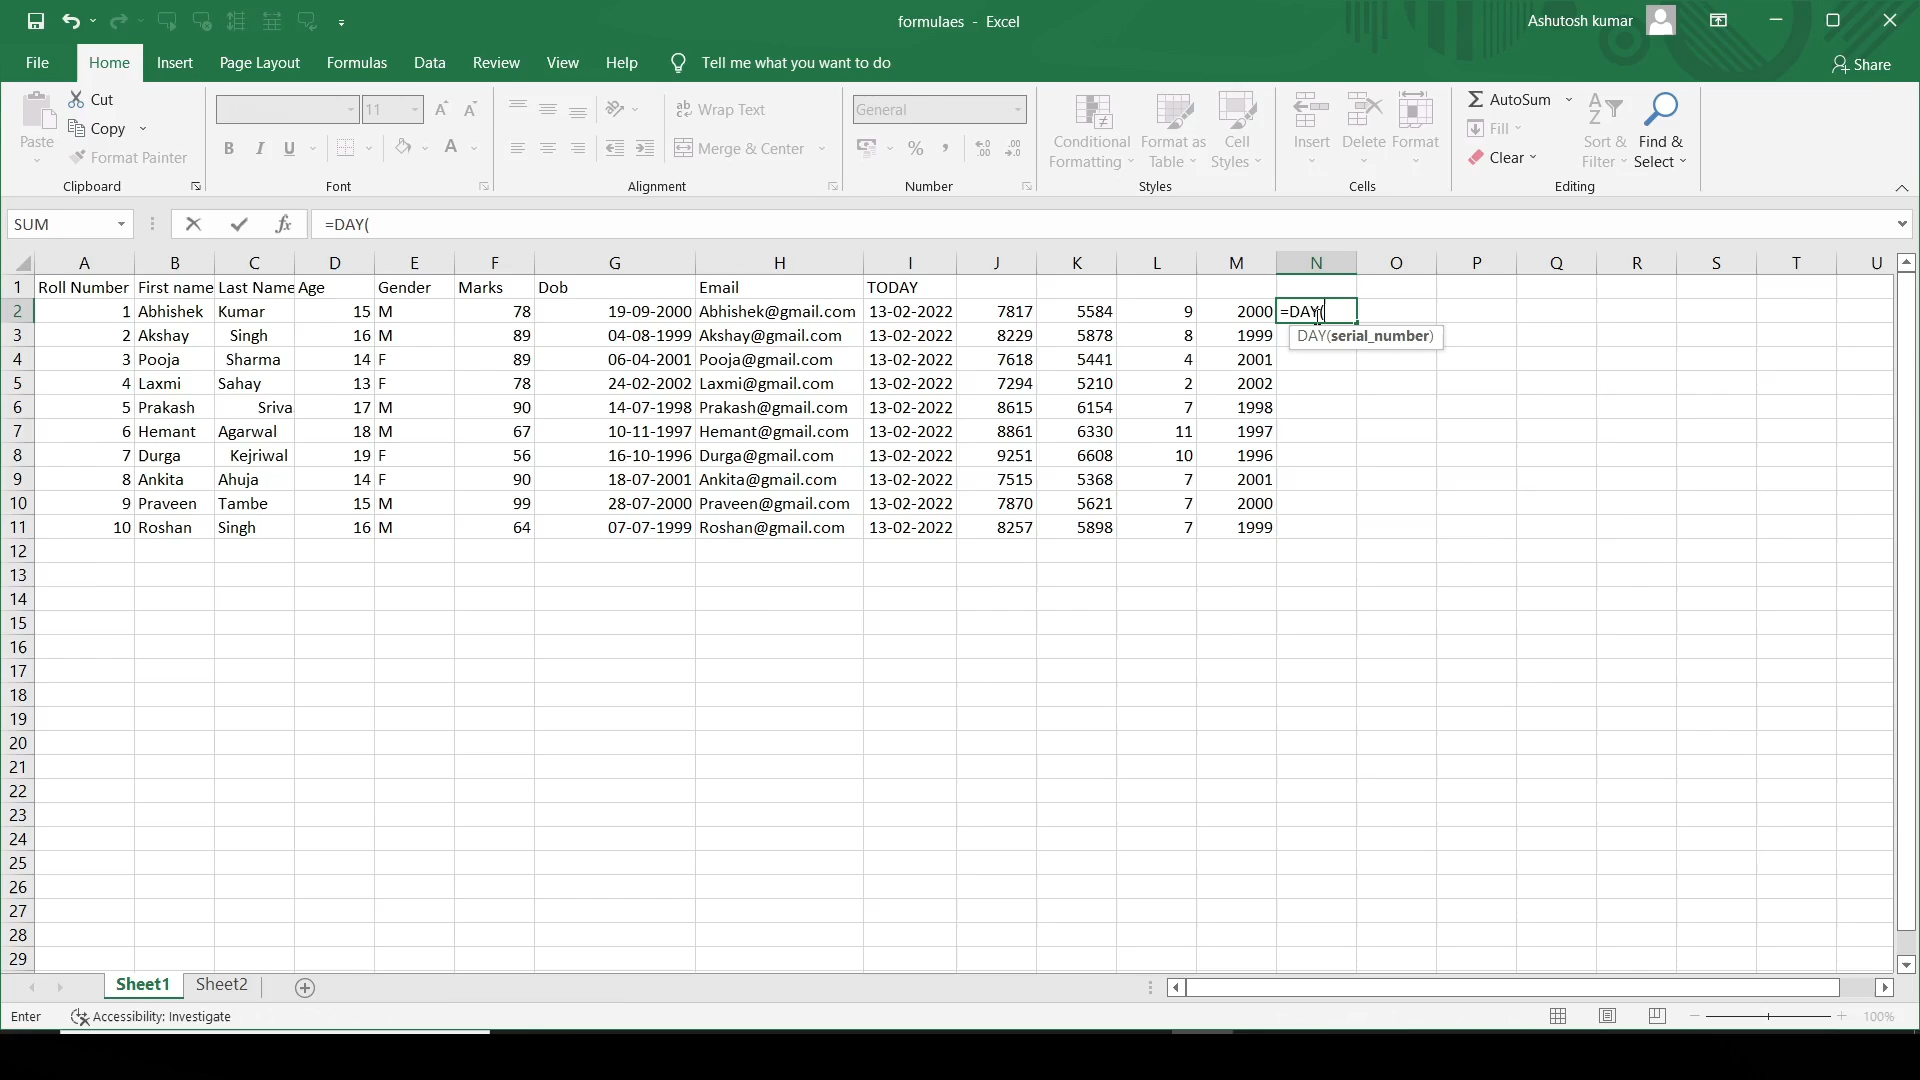 formulaes - Excel
Ashutosh kumar
File Home Insert Page Layout Formulas Data Review View Help Tell me what you want to do Share
Paste
Cut
Copy
Format Painter
Clipboard
11
B I U A
Font
Wrap Text
Merge & Center
Alignment
General
% , .00
Number
Conditional Formatting
Format as Table
Cell Styles
Styles
Insert Delete Format
Cells
AutoSum
Fill
Clear
Sort & Filter
Find & Select
Editing
SUM fx =DAY(
A B C D E F G H I J K L M N O P Q R S T U
1 Roll Number First name Last Name Age Gender Marks Dob Email TODAY
2 1 Abhishek Kumar 15 M 78 19-09-2000 Abhishek@gmail.com 13-02-2022 7817 5584 9 2000 =DAY(
DAY(serial_number)
3 2 Akshay Singh 16 M 89 04-08-1999 Akshay@gmail.com 13-02-2022 8229 5878 8 1999
4 3 Pooja Sharma 14 F 89 06-04-2001 Pooja@gmail.com 13-02-2022 7618 5441 4 2001
5 4 Laxmi Sahay 13 F 78 24-02-2002 Laxmi@gmail.com 13-02-2022 7294 5210 2 2002
6 5 Prakash Sriva 17 M 90 14-07-1998 Prakash@gmail.com 13-02-2022 8615 6154 7 1998
7 6 Hemant Agarwal 18 M 67 10-11-1997 Hemant@gmail.com 13-02-2022 8861 6330 11 1997
8 7 Durga Kejriwal 19 F 56 16-10-1996 Durga@gmail.com 13-02-2022 9251 6608 10 1996
9 8 Ankita Ahuja 14 F 90 18-07-2001 Ankita@gmail.com 13-02-2022 7515 5368 7 2001
10 9 Praveen Tambe 15 M 99 28-07-2000 Praveen@gmail.com 13-02-2022 7870 5621 7 2000
11 10 Roshan Singh 16 M 64 07-07-1999 Roshan@gmail.com 13-02-2022 8257 5898 7 1999
12
13
14
15
16
17
18
19
20
21
22
23
24
25
26
27
28
29
Sheet1 Sheet2
Enter Accessibility: Investigate 100%